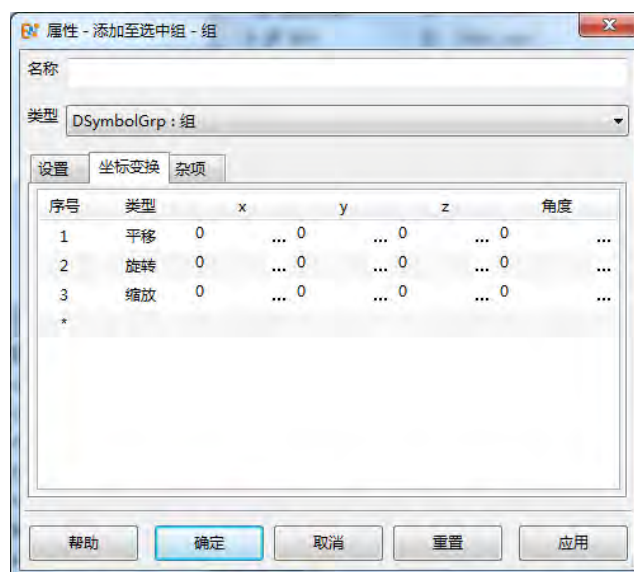 属性 - 添加至选中组 - 组
名称
类型 DSymbolGrp : 组
设置 坐标变换 杂项
序号 类型 x y z 角度
1 平移 0 ... 0 ... 0 ... 0 ...
2 旋转 0 ... 0 ... 0 ... 0 ...
3 缩放 0 ... 0 ... 0 ... 0 ...
*
帮助 确定 取消 重置 应用